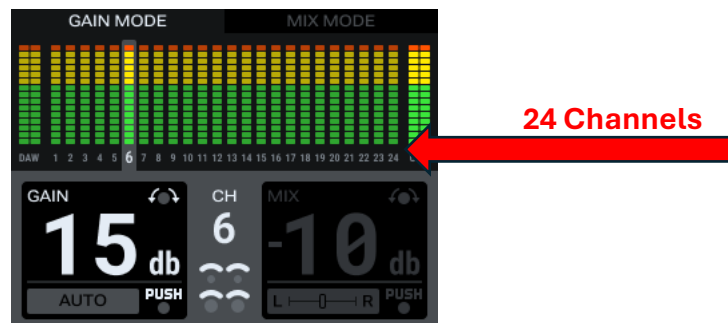 GAIN MODE MIX MODE
24 Channels
DAW 1 2 3 4 5 6 7 8 9 10 11 12 13 14 15 16 17 18 19 20 21 22 23 24
GAIN CH MIX
15 db 6 -10 db
AUTO PUSH L R PUSH